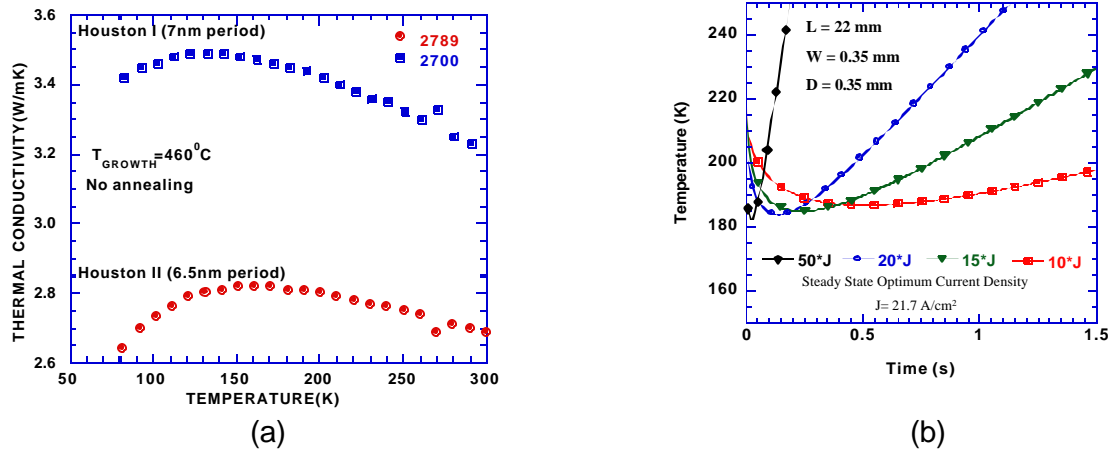 Houston I (7nm period)
2789
2700
T_GROWTH=460⁰C
No annealing
Houston II (6.5nm period)
THERMAL CONDUCTIVITY(W/mK)
3.6
3.4
3.2
3.0
2.8
2.6
50
100
150
200
250
300
TEMPERATURE(K)
(a)
L = 22 mm
W = 0.35 mm
D = 0.35 mm
Temperature (K)
240
220
200
180
160
50*J
20*J
15*J
10*J
Steady State Optimum Current Density
J= 21.7 A/cm²
0
0.5
1
1.5
Time (s)
(b)